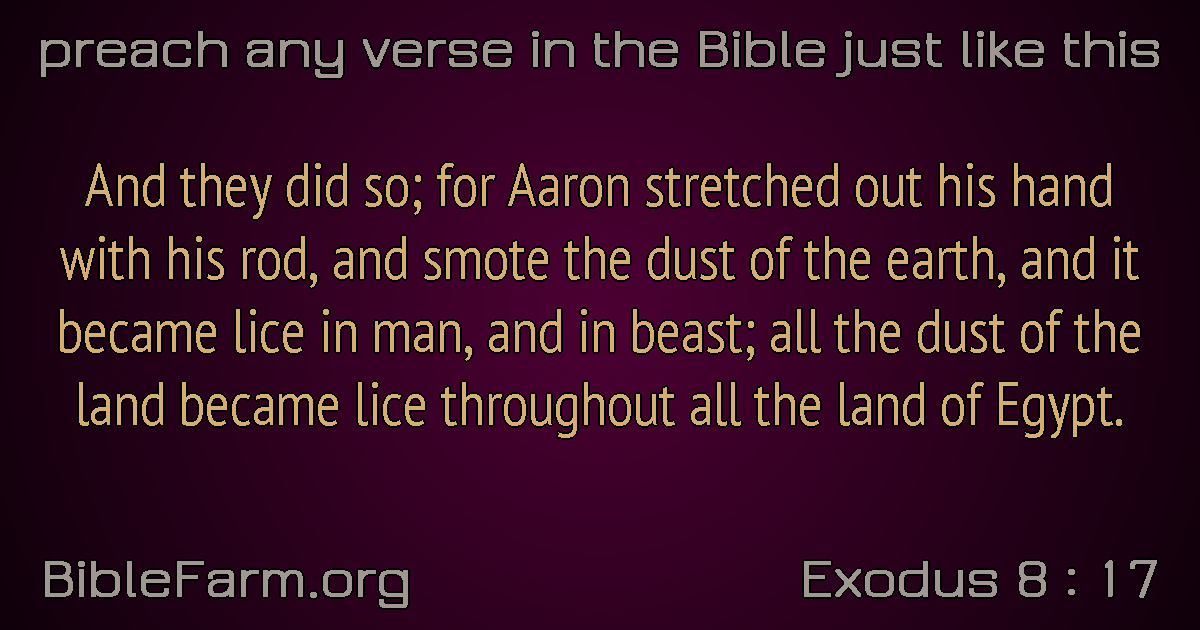 preach any verse in the Bible just like this
And they did so; for Aaron stretched out his hand
with his rod, and smote the dust of the earth, and it
became lice in man, and in beast; all the dust of the
land became lice throughout all the land of Egypt.
BibleFarm.org
Exodus 8 : 17